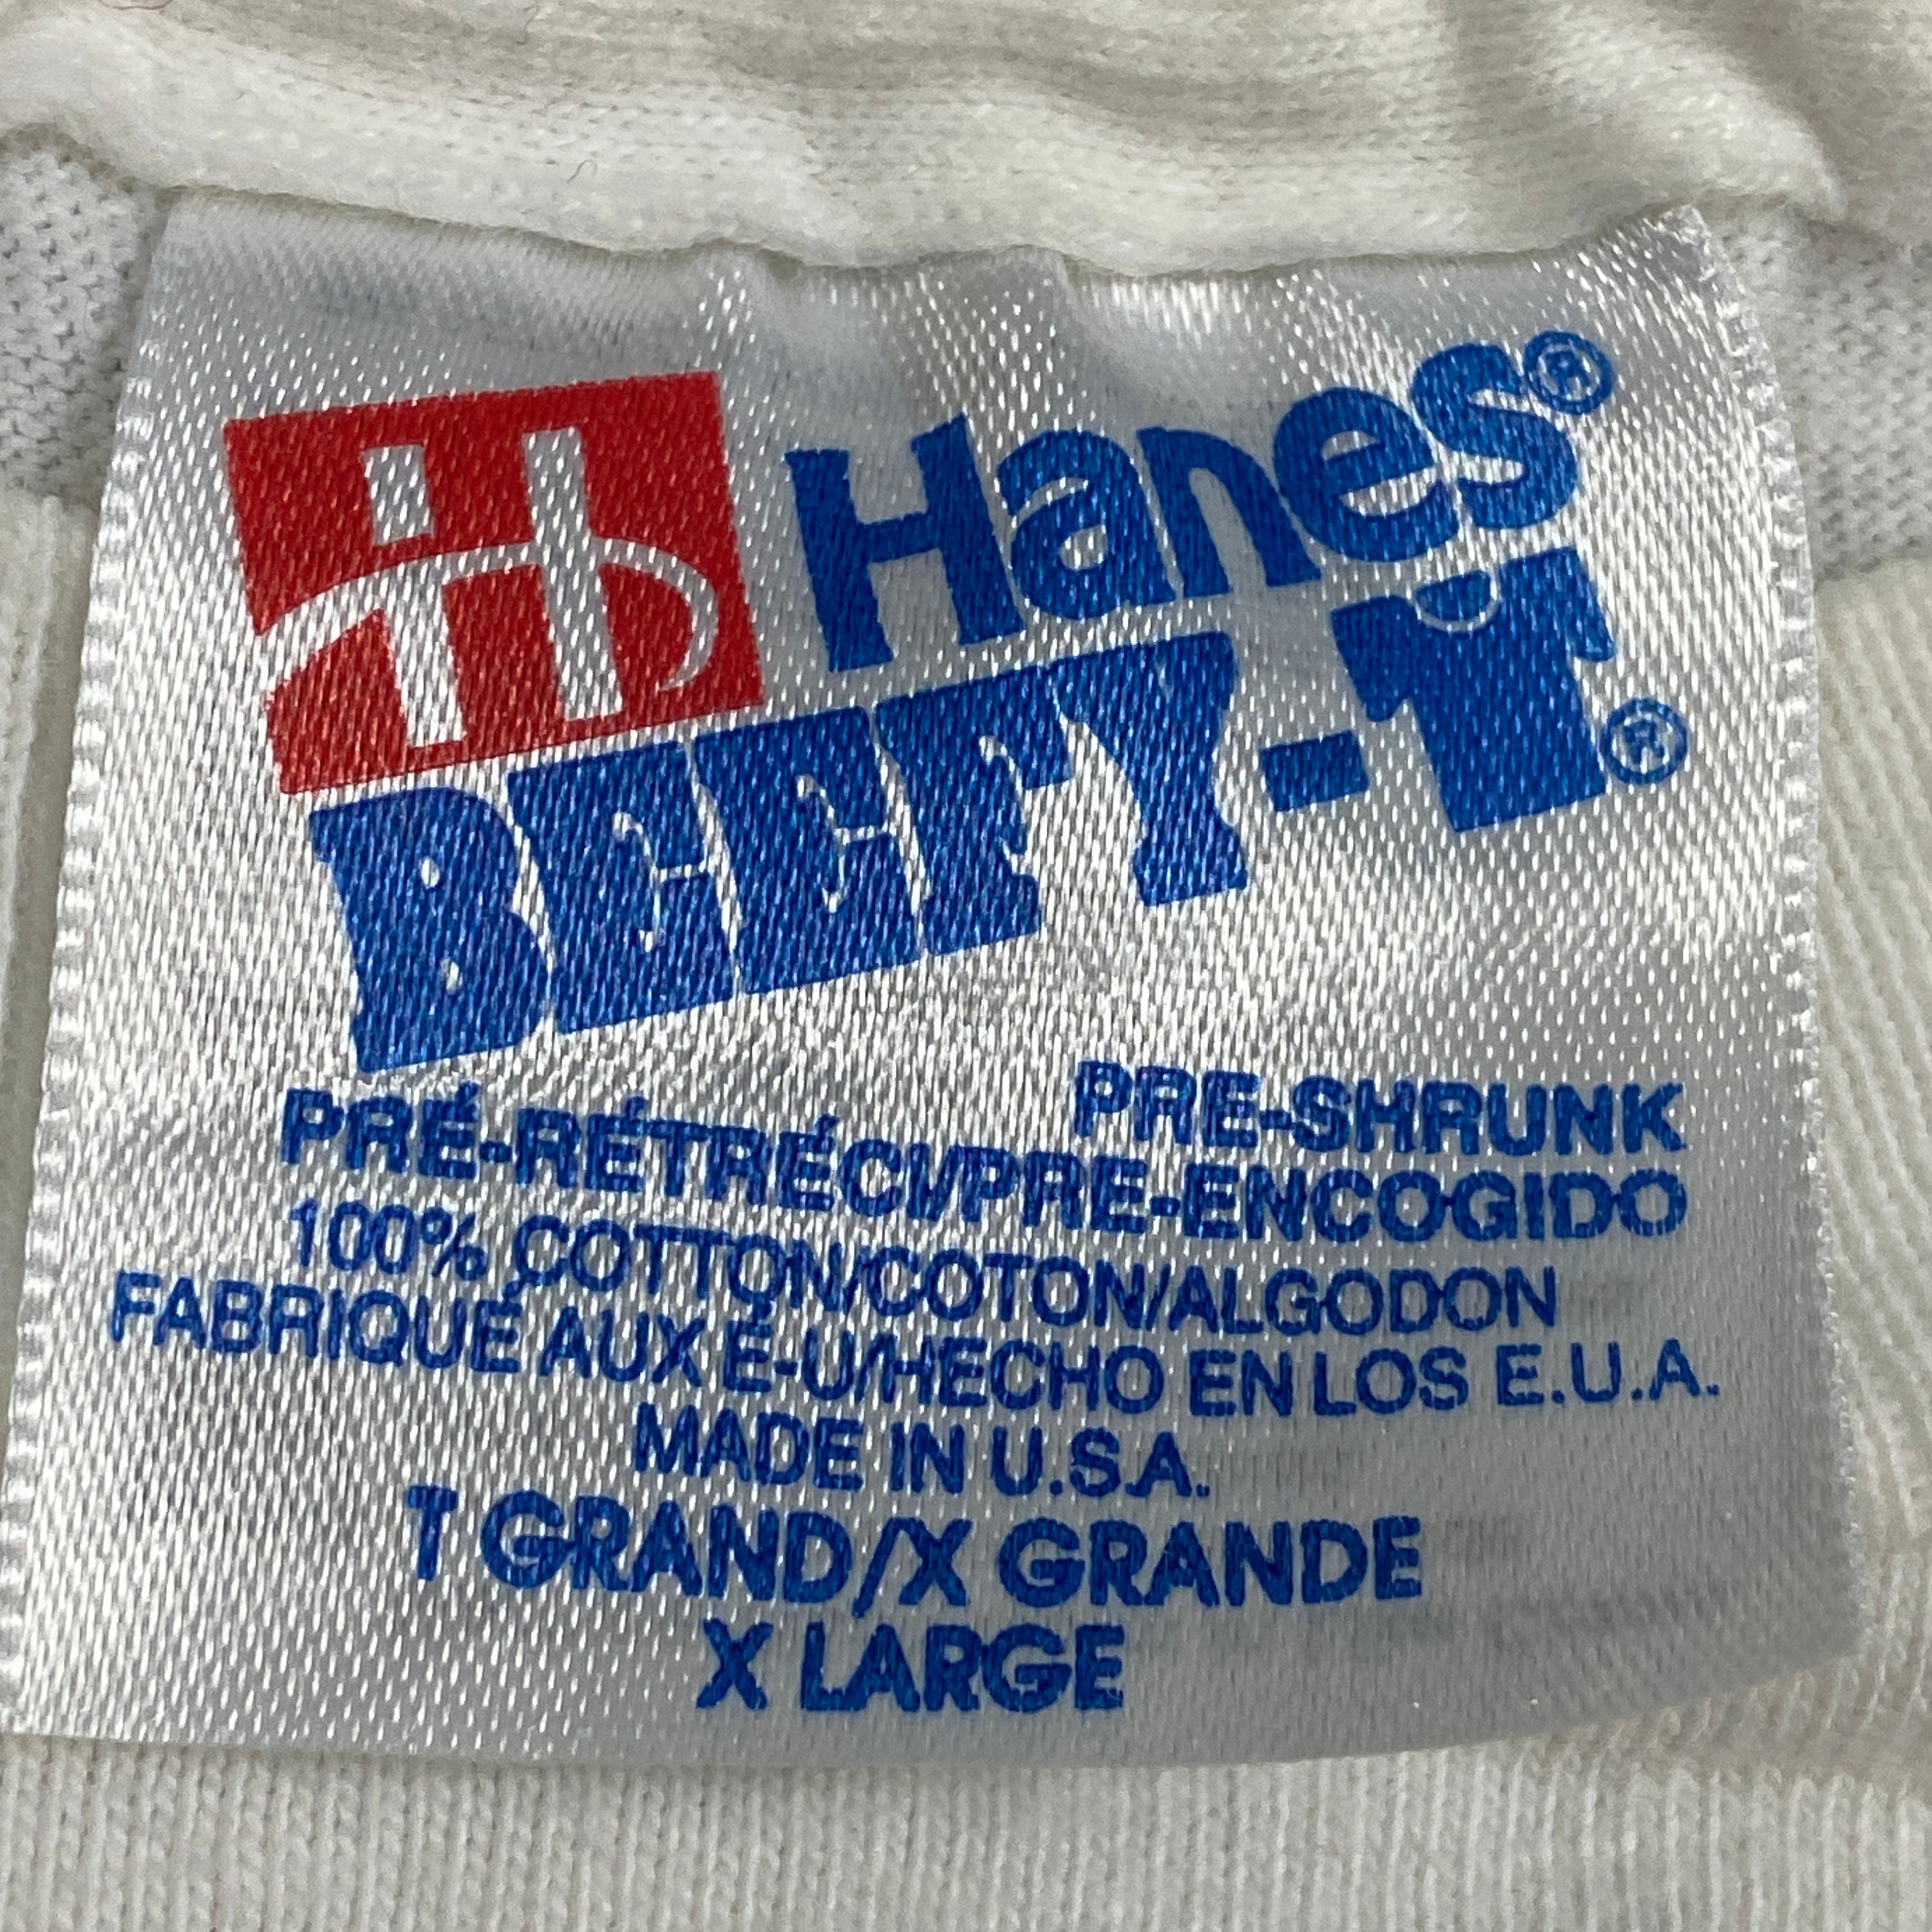 Hb Hanes®
BEEFY-T®
PRE-SHRUNK
PRÉ-RÉTRÉCI/PRE-ENCOGIDO
100% COTTON/COTON/ALGODON
FABRIQUÉ AUX É-U/HECHO EN LOS E.U.A.
MADE IN U.S.A.
T GRAND/X GRANDE
X LARGE